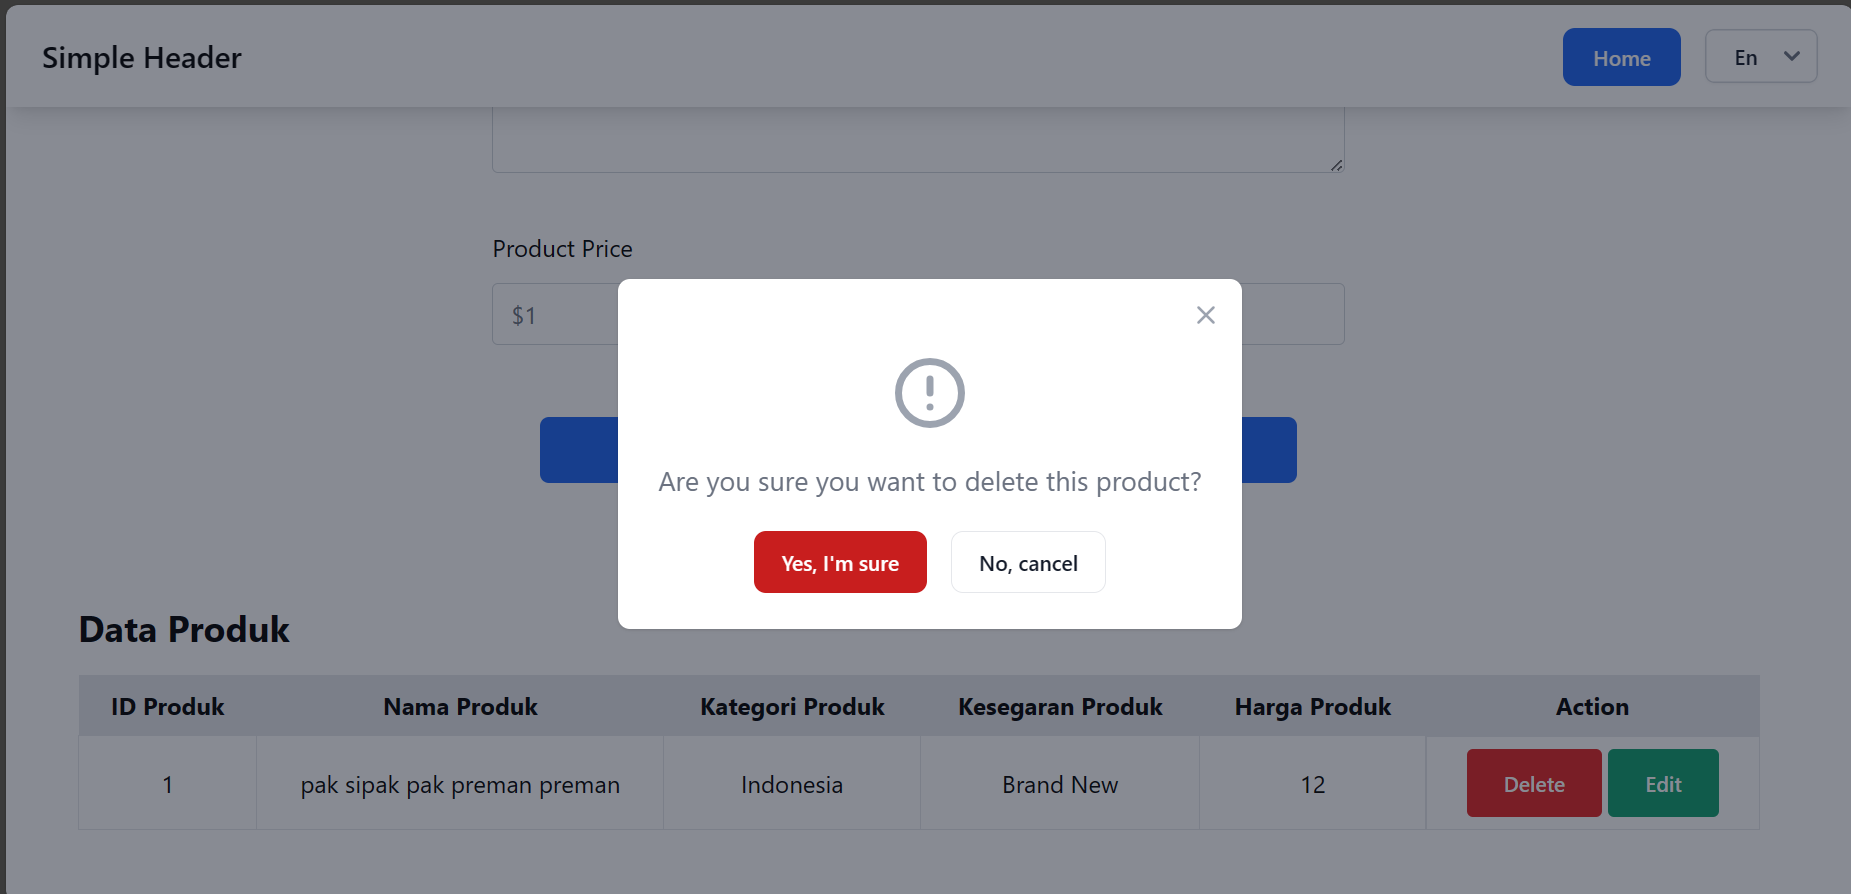 Simple Header
Home
En
Product Price
$1
Are you sure you want to delete this product?
Yes, I'm sure
No, cancel
Data Produk
ID Produk Nama Produk Kategori Produk Kesegaran Produk Harga Produk Action
1 pak sipak pak preman preman Indonesia Brand New 12 Delete Edit